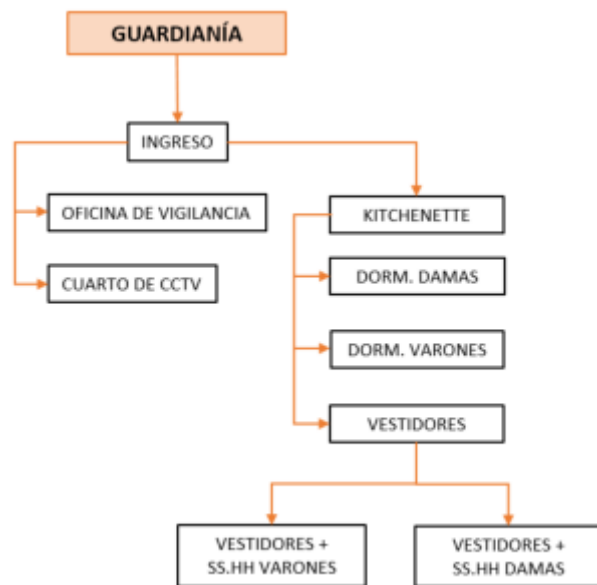 GUARDIANÍA
INGRESO
OFICINA DE VIGILANCIA
CUARTO DE CCTV
KITCHENETTE
DORM. DAMAS
DORM. VARONES
VESTIDORES
VESTIDORES +
SS.HH VARONES
VESTIDORES +
SS.HH DAMAS